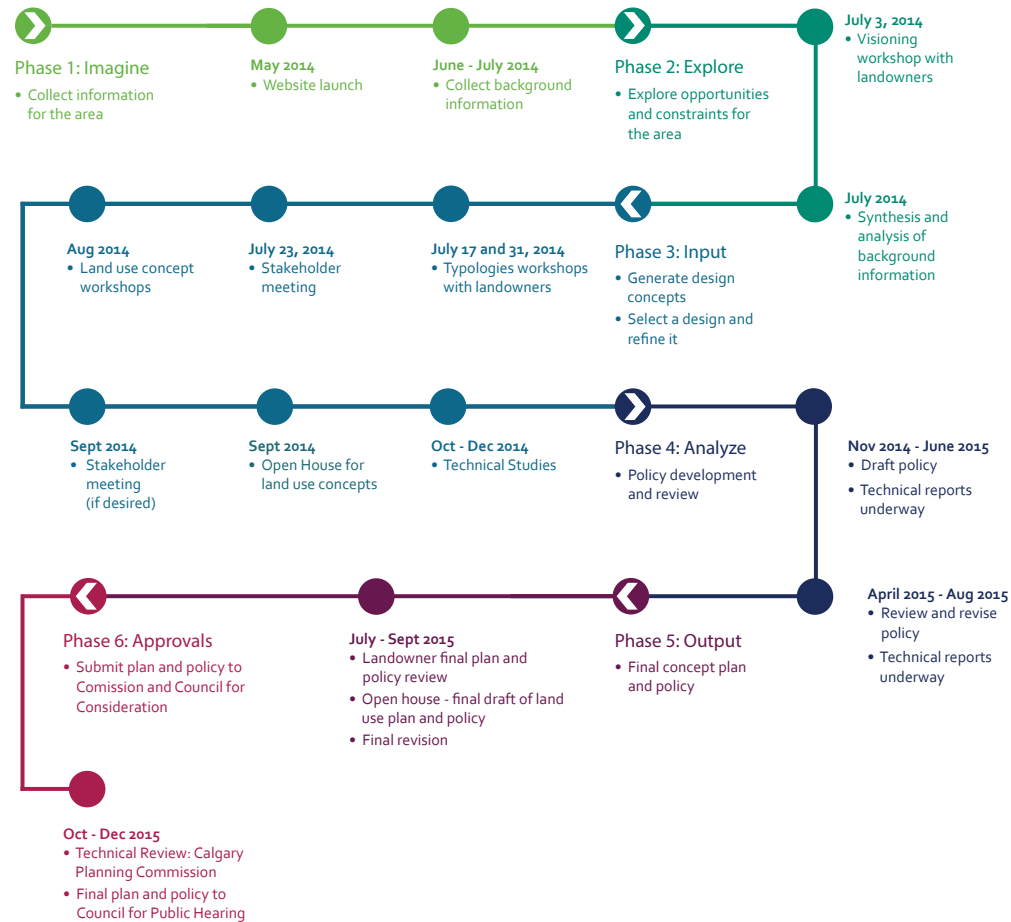 Phase 1: Imagine
• Collect information
for the area
May 2014
• Website launch
June - July 2014
• Collect background
information
Phase 2: Explore
• Explore opportunities
and constraints for
the area
July 3, 2014
• Visioning
workshop with
landowners
July 2014
• Synthesis and
analysis of
background
information
Phase 3: Input
• Generate design
concepts
• Select a design and
refine it
July 17 and 31, 2014
• Typologies workshops
with landowners
July 23, 2014
• Stakeholder
meeting
Aug 2014
• Land use concept
workshops
Sept 2014
• Stakeholder
meeting
(if desired)
Sept 2014
• Open House for
land use concepts
Oct - Dec 2014
• Technical Studies
Phase 4: Analyze
• Policy development
and review
Nov 2014 - June 2015
• Draft policy
• Technical reports
underway
April 2015 - Aug 2015
• Review and revise
policy
• Technical reports
underway
Phase 5: Output
• Final concept plan
and policy
July - Sept 2015
• Landowner final plan and
policy review
• Open house - final draft of land
use plan and policy
• Final revision
Phase 6: Approvals
• Submit plan and policy to
Comission and Council for
Consideration
Oct - Dec 2015
• Technical Review: Calgary
Planning Commission
• Final plan and policy to
Council for Public Hearing